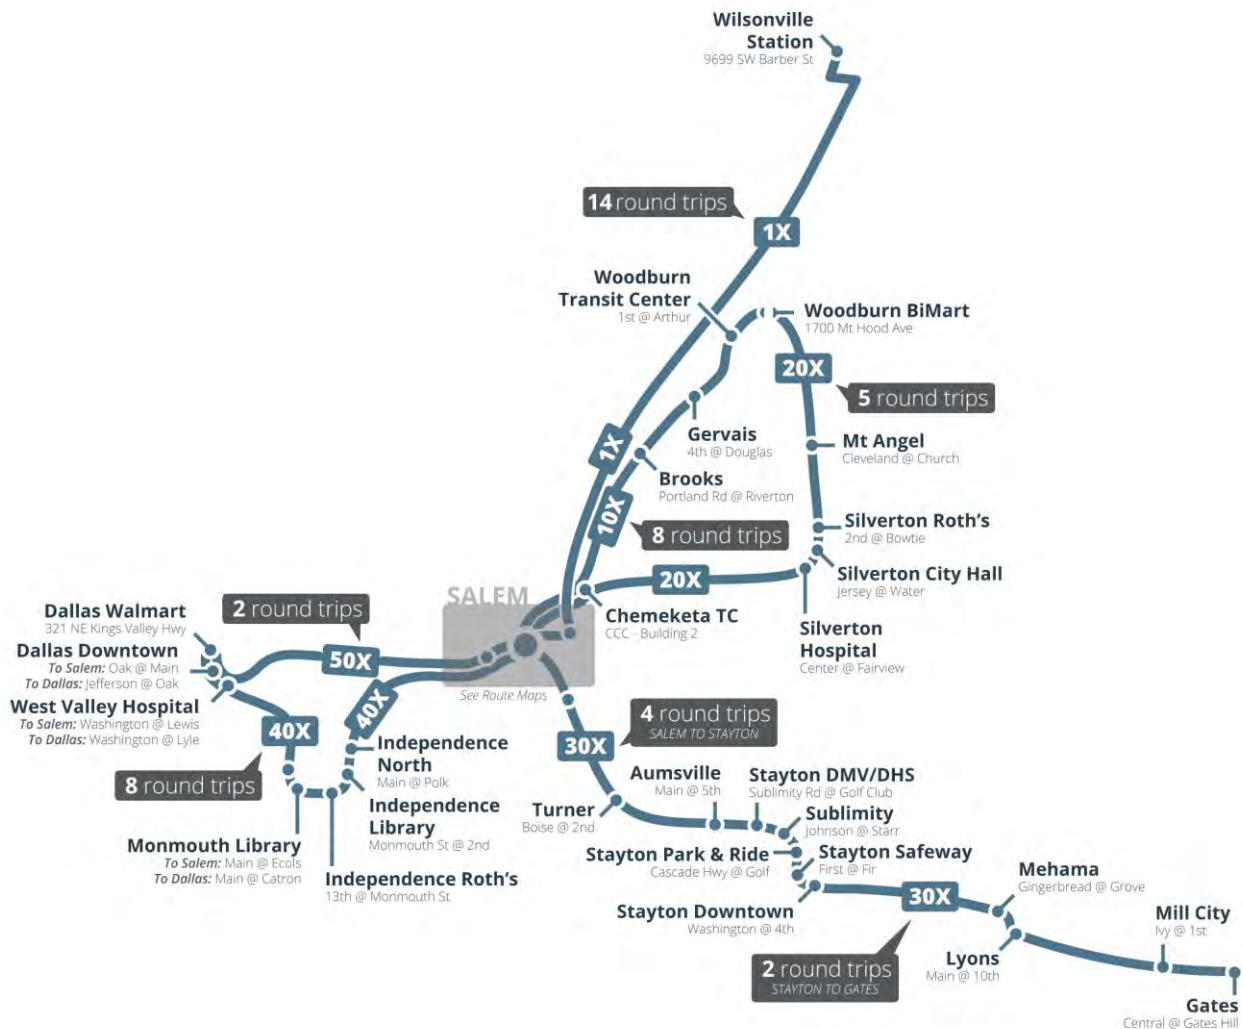 Wilsonville
Station
9699 SW Barber St
14 round trips
1X
Woodburn
Transit Center
1st @ Arthur
Woodburn BiMart
1700 Mt Hood Ave
20X
5 round trips
Gervais
4th @ Douglas
Mt Angel
Cleveland @ Church
1X
Brooks
Portland Rd @ Riverton
10X
8 round trips
Silverton Roth's
2nd @ Bowtie
Silverton City Hall
Jersey @ Water
20X
SALEM
Chemeketa TC
CCC - Building 2
Silverton
Hospital
Center @ Fairview
See Route Maps
2 round trips
50X
Dallas Walmart
321 NE Kings Valley Hwy
Dallas Downtown
To Salem: Oak @ Main
To Dallas: Jefferson @ Oak
West Valley Hospital
To Salem: Washington @ Lewis
To Dallas: Washington @ Lyle
40X
40X
8 round trips
Independence
North
Main @ Polk
Independence
Library
Monmouth St @ 2nd
Monmouth Library
To Salem: Main @ Ecols
To Dallas: Main @ Catron
Independence Roth's
13th @ Monmouth St
4 round trips
SALEM TO STAYTON
30X
Turner
Boise @ 2nd
Aumsville
Main @ 5th
Stayton DMV/DHS
Sublimity Rd @ Golf Club
Sublimity
Johnson @ Starr
Stayton Park & Ride
Cascade Hwy @ Golf
Stayton Safeway
First @ Fir
Stayton Downtown
Washington @ 4th
30X
2 round trips
STAYTON TO GATES
Mehama
Gingerbread @ Grove
Lyons
Main @ 10th
Mill City
Ivy @ 1st
Gates
Central @ Gates Hill